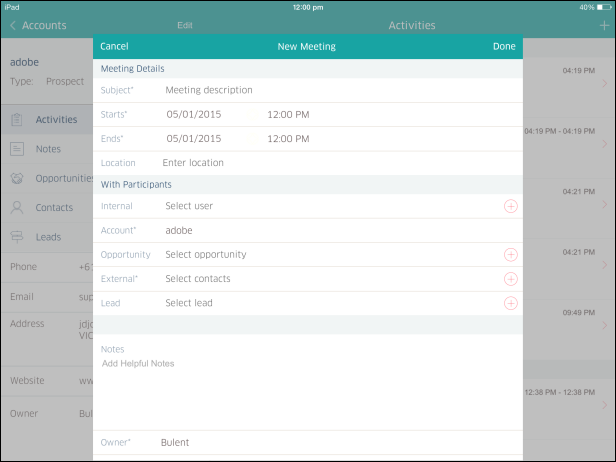 iPad 12:00 pm 40%
Accounts Edit Activities +
Cancel New Meeting Done
adobe
Type: Prospect
Activities
Notes
Opportunities
Contacts
Leads
Phone +6
Email sup
Address jdjd
VIC
Website ww
Owner Bul
Meeting Details
Subject* Meeting description
Starts* 05/01/2015 12:00 PM
Ends* 05/01/2015 12:00 PM
Location Enter location
With Participants
Internal Select user
Account* adobe
Opportunity Select opportunity
External* Select contacts
Lead Select lead
Notes
Add Helpful Notes
Owner* Bulent
04:19 PM
04:19 PM - 04:19 PM
04:21 PM
04:21 PM
09:49 PM
12:38 PM - 12:38 PM